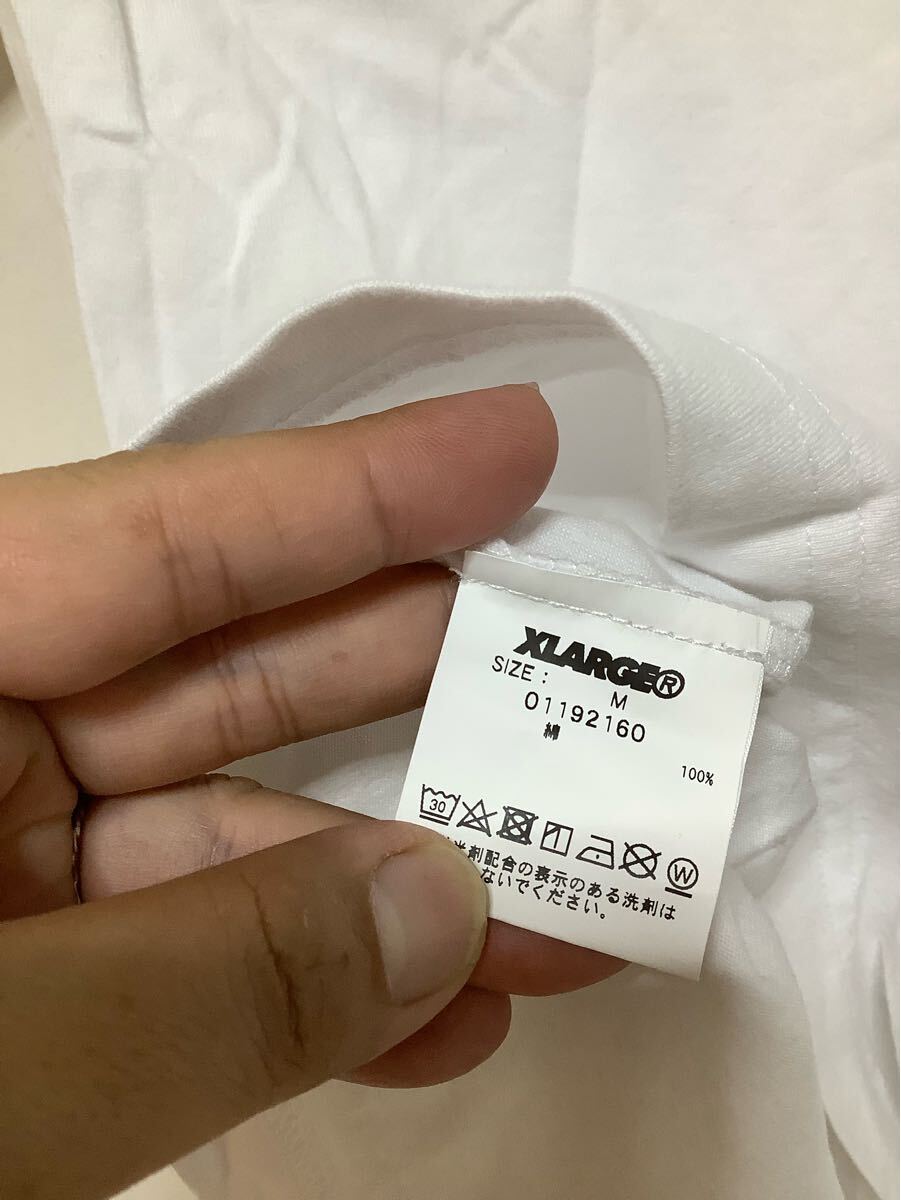 XLARGE®
SIZE: M
01192160
綿
100%
30 W
光剤配合の表示のある洗剤は
ないでください。